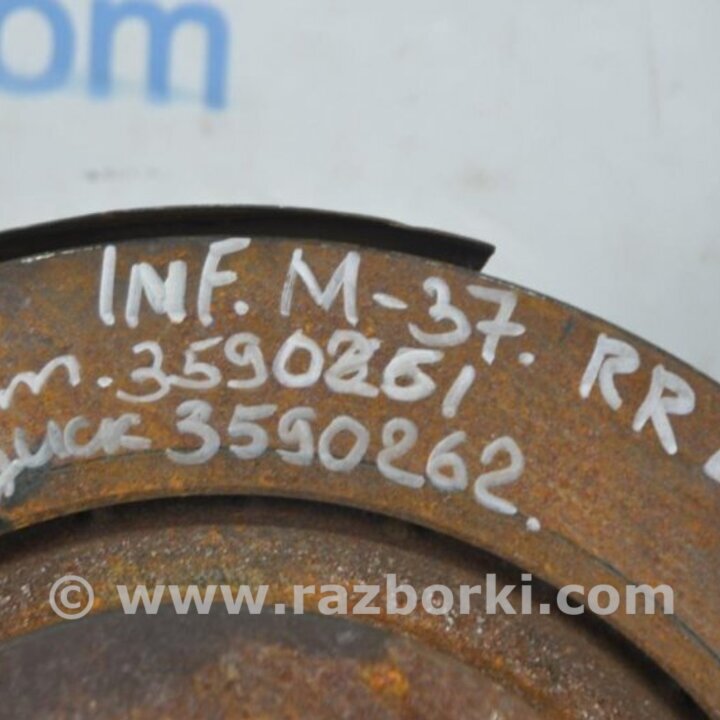 om
INF. M-37. RR
m. 3590261
диск 3590262.
© www.razborki.com